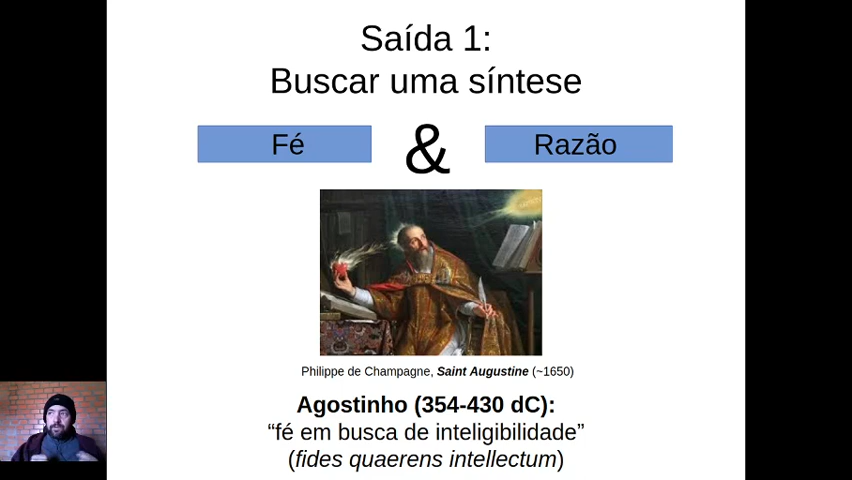 Saída 1:
Buscar uma síntese
Fé & Razão
Philippe de Champagne, Saint Augustine (~1650)
Agostinho (354-430 dC):
“fé em busca de inteligibilidade”
(fides quaerens intellectum)